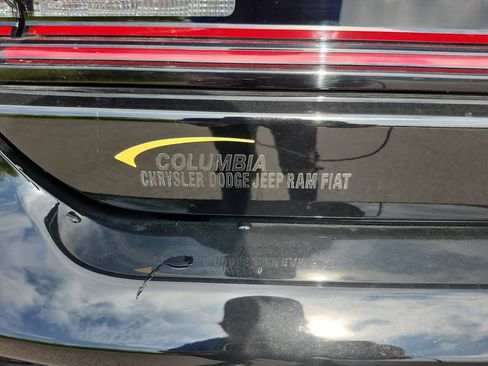 COLUMBIA
CHRYSLER DODGE JEEP RAM FIAT